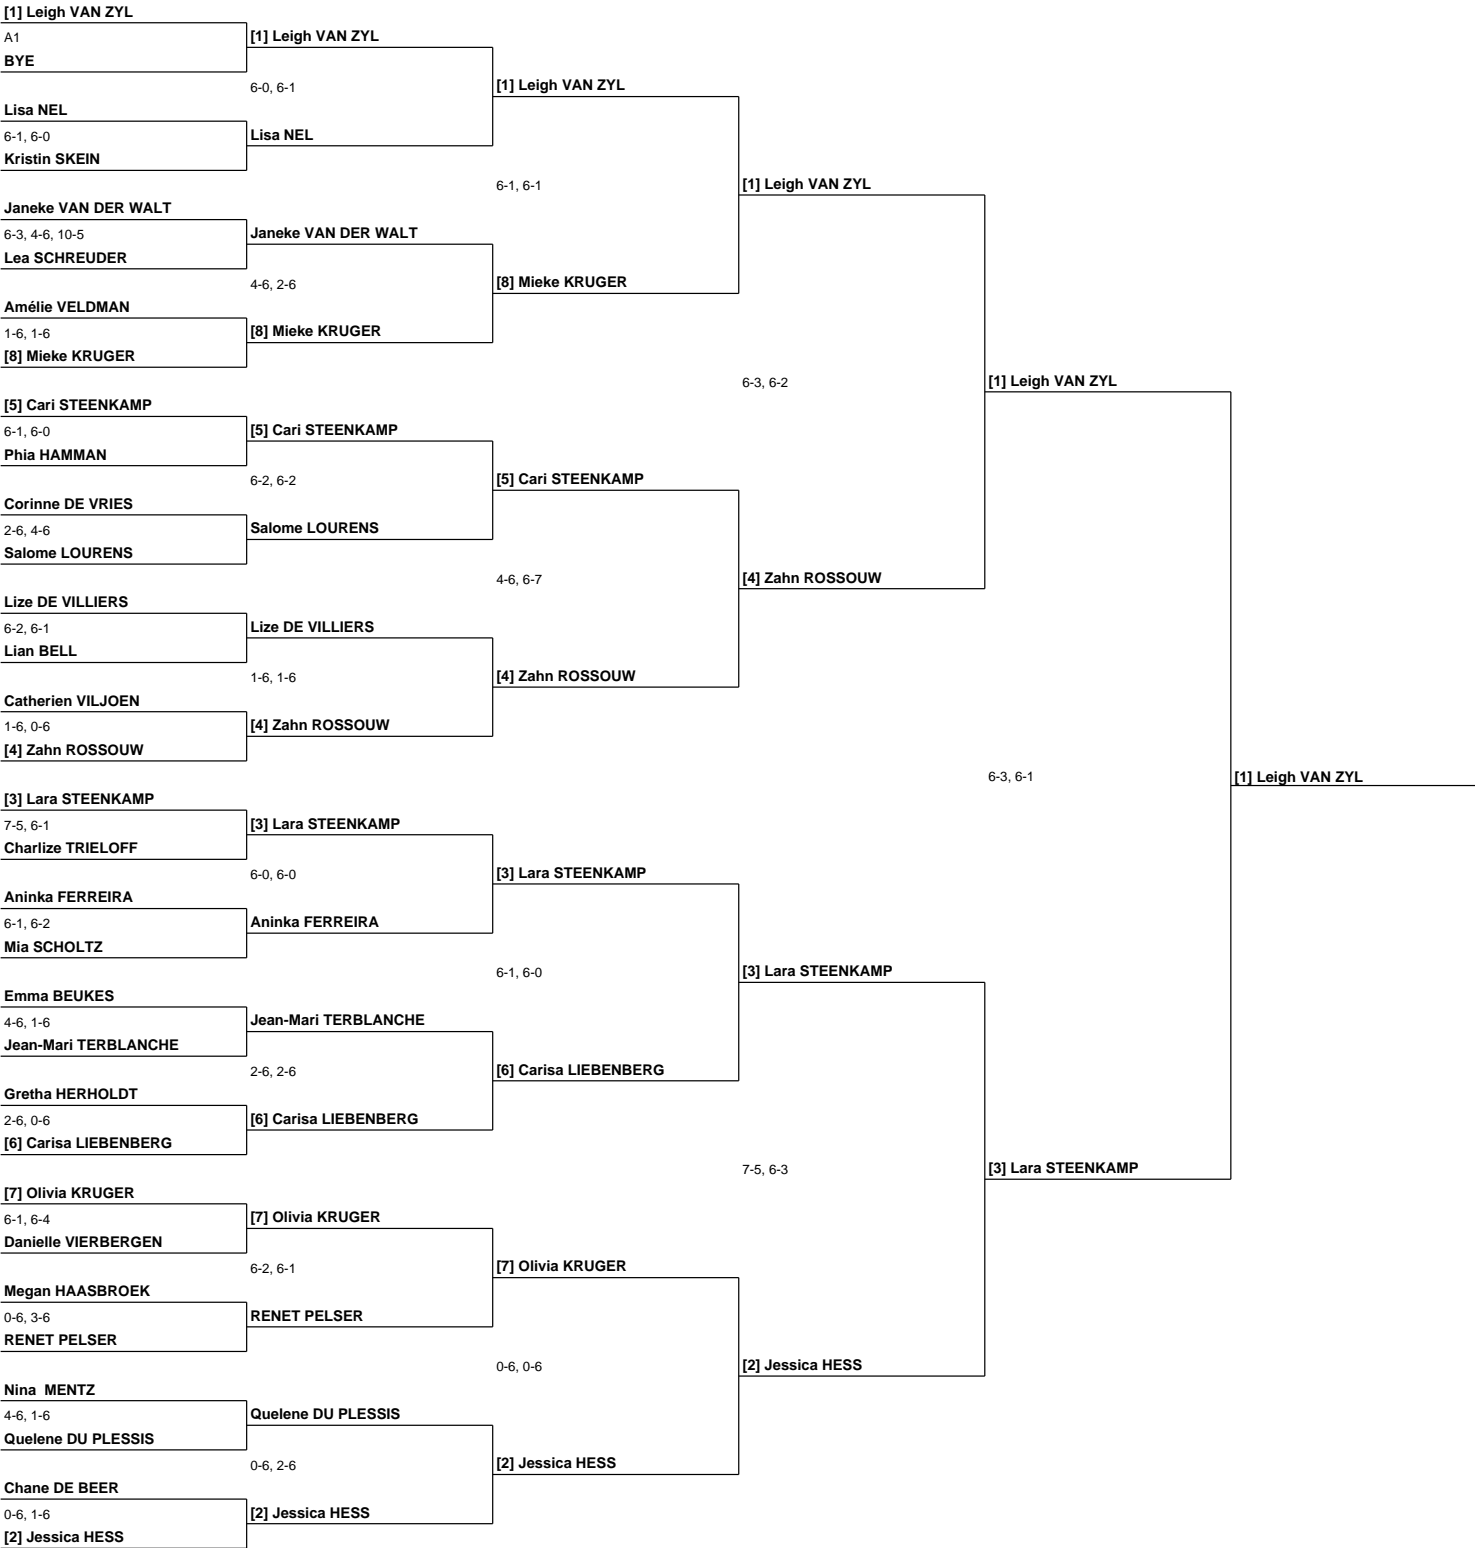 [1] Leigh VAN ZYL
A1
[1] Leigh VAN ZYL
BYE
6-0, 6-1
[1] Leigh VAN ZYL
Lisa NEL
6-1, 6-0
Lisa NEL
Kristin SKEIN
6-1, 6-1
[1] Leigh VAN ZYL
Janeke VAN DER WALT
6-3, 4-6, 10-5
Janeke VAN DER WALT
Lea SCHREUDER
4-6, 2-6
[8] Mieke KRUGER
Amélie VELDMAN
1-6, 1-6
[8] Mieke KRUGER
[8] Mieke KRUGER
6-3, 6-2
[1] Leigh VAN ZYL
[5] Cari STEENKAMP
6-1, 6-0
[5] Cari STEENKAMP
Phia HAMMAN
6-2, 6-2
[5] Cari STEENKAMP
Corinne DE VRIES
2-6, 4-6
Salome LOURENS
Salome LOURENS
4-6, 6-7
[4] Zahn ROSSOUW
Lize DE VILLIERS
6-2, 6-1
Lize DE VILLIERS
Lian BELL
1-6, 1-6
[4] Zahn ROSSOUW
Catherien VILJOEN
1-6, 0-6
[4] Zahn ROSSOUW
[4] Zahn ROSSOUW
6-3, 6-1
[1] Leigh VAN ZYL
[3] Lara STEENKAMP
7-5, 6-1
[3] Lara STEENKAMP
Charlize TRIELOFF
6-0, 6-0
[3] Lara STEENKAMP
Aninka FERREIRA
6-1, 6-2
Aninka FERREIRA
Mia SCHOLTZ
6-1, 6-0
[3] Lara STEENKAMP
Emma BEUKES
4-6, 1-6
Jean-Mari TERBLANCHE
Jean-Mari TERBLANCHE
2-6, 2-6
[6] Carisa LIEBENBERG
Gretha HERHOLDT
2-6, 0-6
[6] Carisa LIEBENBERG
[6] Carisa LIEBENBERG
7-5, 6-3
[3] Lara STEENKAMP
[7] Olivia KRUGER
6-1, 6-4
[7] Olivia KRUGER
Danielle VIERBERGEN
6-2, 6-1
[7] Olivia KRUGER
Megan HAASBROEK
0-6, 3-6
RENET PELSER
RENET PELSER
0-6, 0-6
[2] Jessica HESS
Nina  MENTZ
4-6, 1-6
Quelene DU PLESSIS
Quelene DU PLESSIS
0-6, 2-6
[2] Jessica HESS
Chane DE BEER
0-6, 1-6
[2] Jessica HESS
[2] Jessica HESS